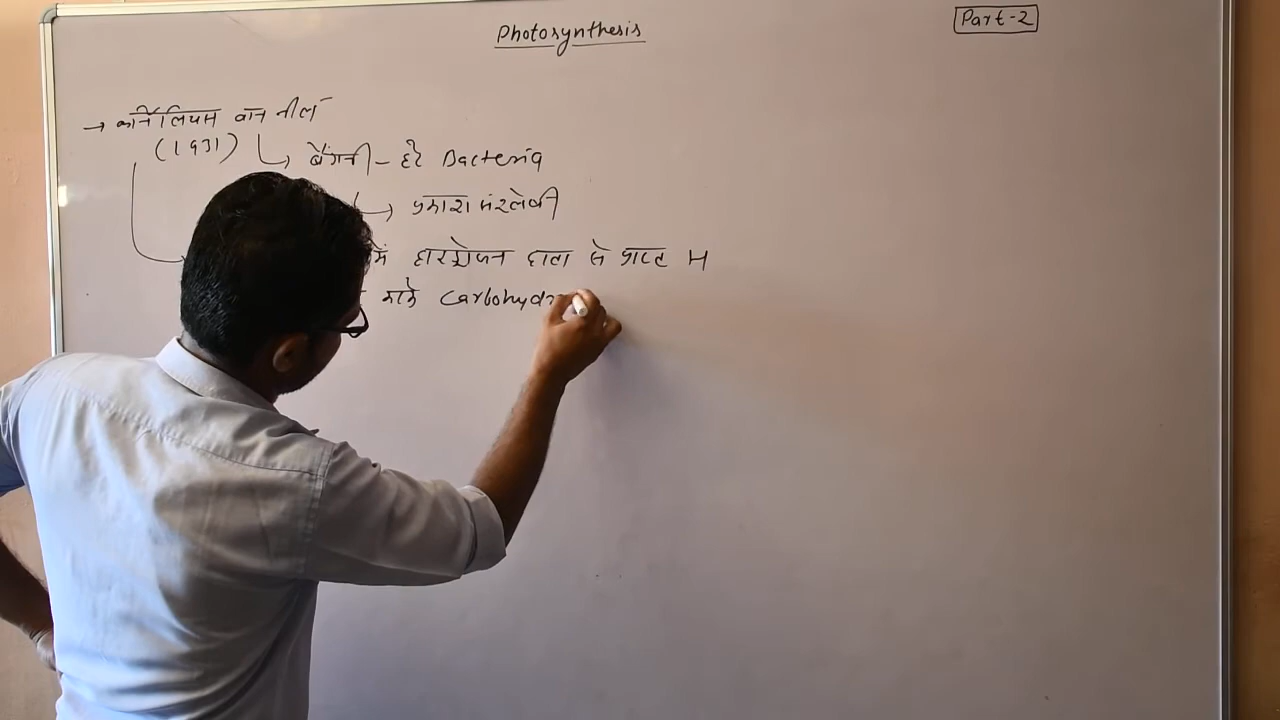 Photosynthesis
Part-2
→ कॉर्नेलियस वान नील
(1931)
बैंगनी - हरे Bacteria
प्रकाश संश्लेषी
में हाइड्रोजन दाता से प्राप्त H
Carbohydr